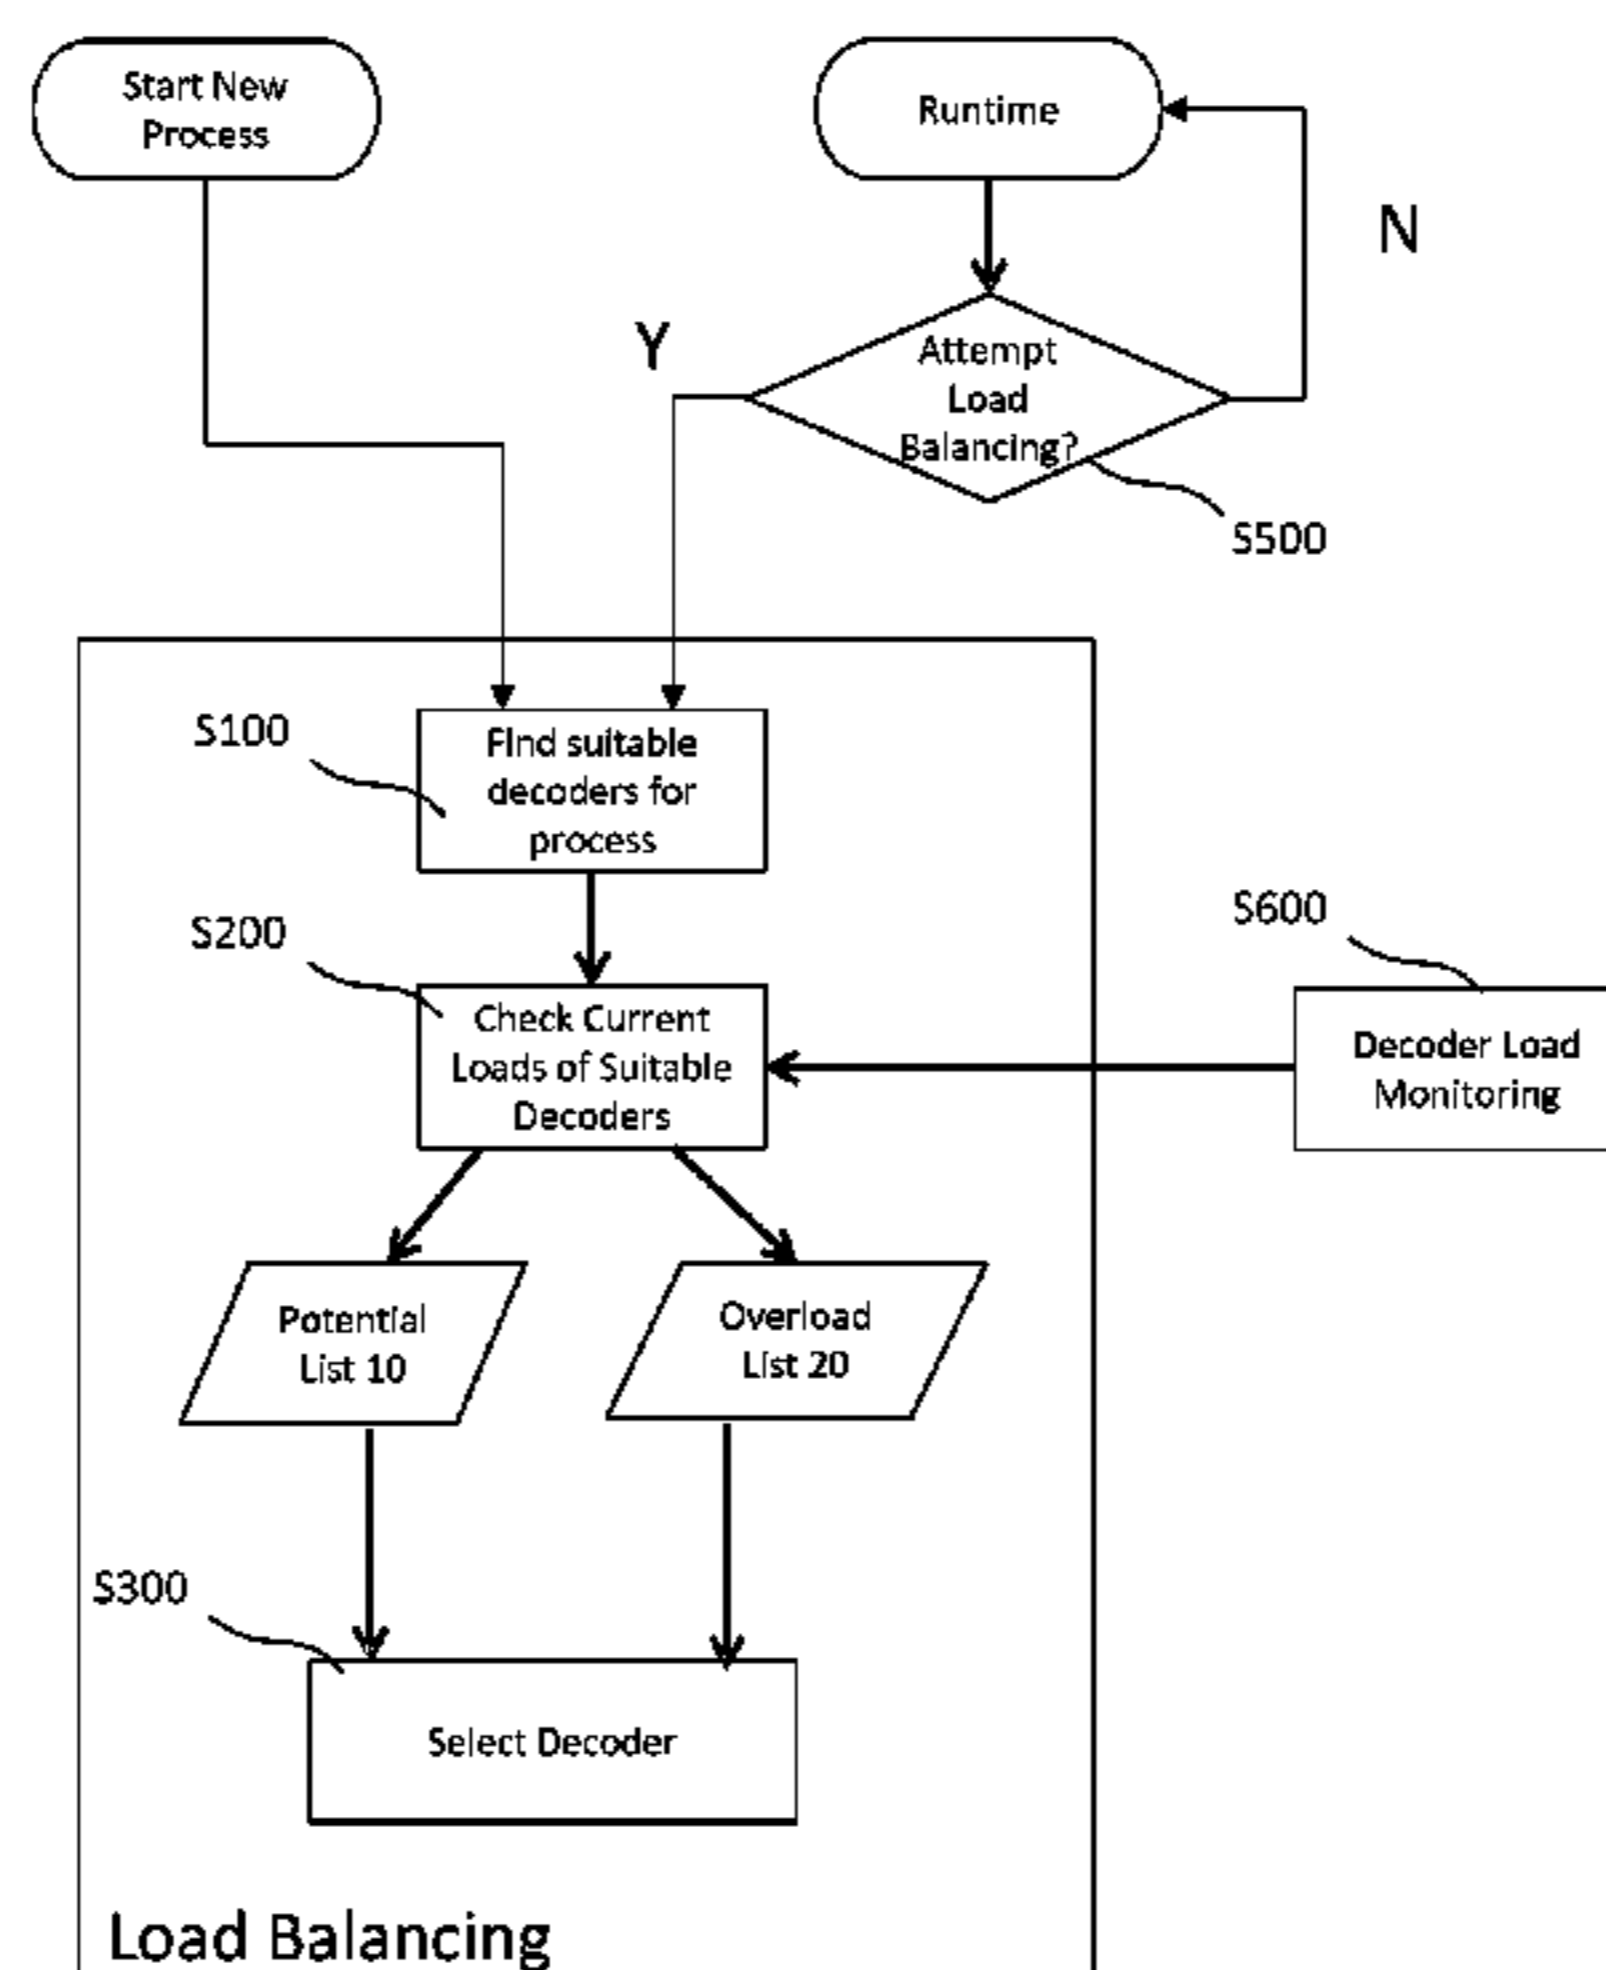 Start New
Process
Runtime
N
Y
Attempt
Load
Balancing?
S500
S100
Find suitable
decoders for
process
S200
S600
Check Current
Loads of Suitable
Decoders
Decoder Load
Monitoring
Potential
List 10
Overload
List 20
S300
Select Decoder
Load Balancing